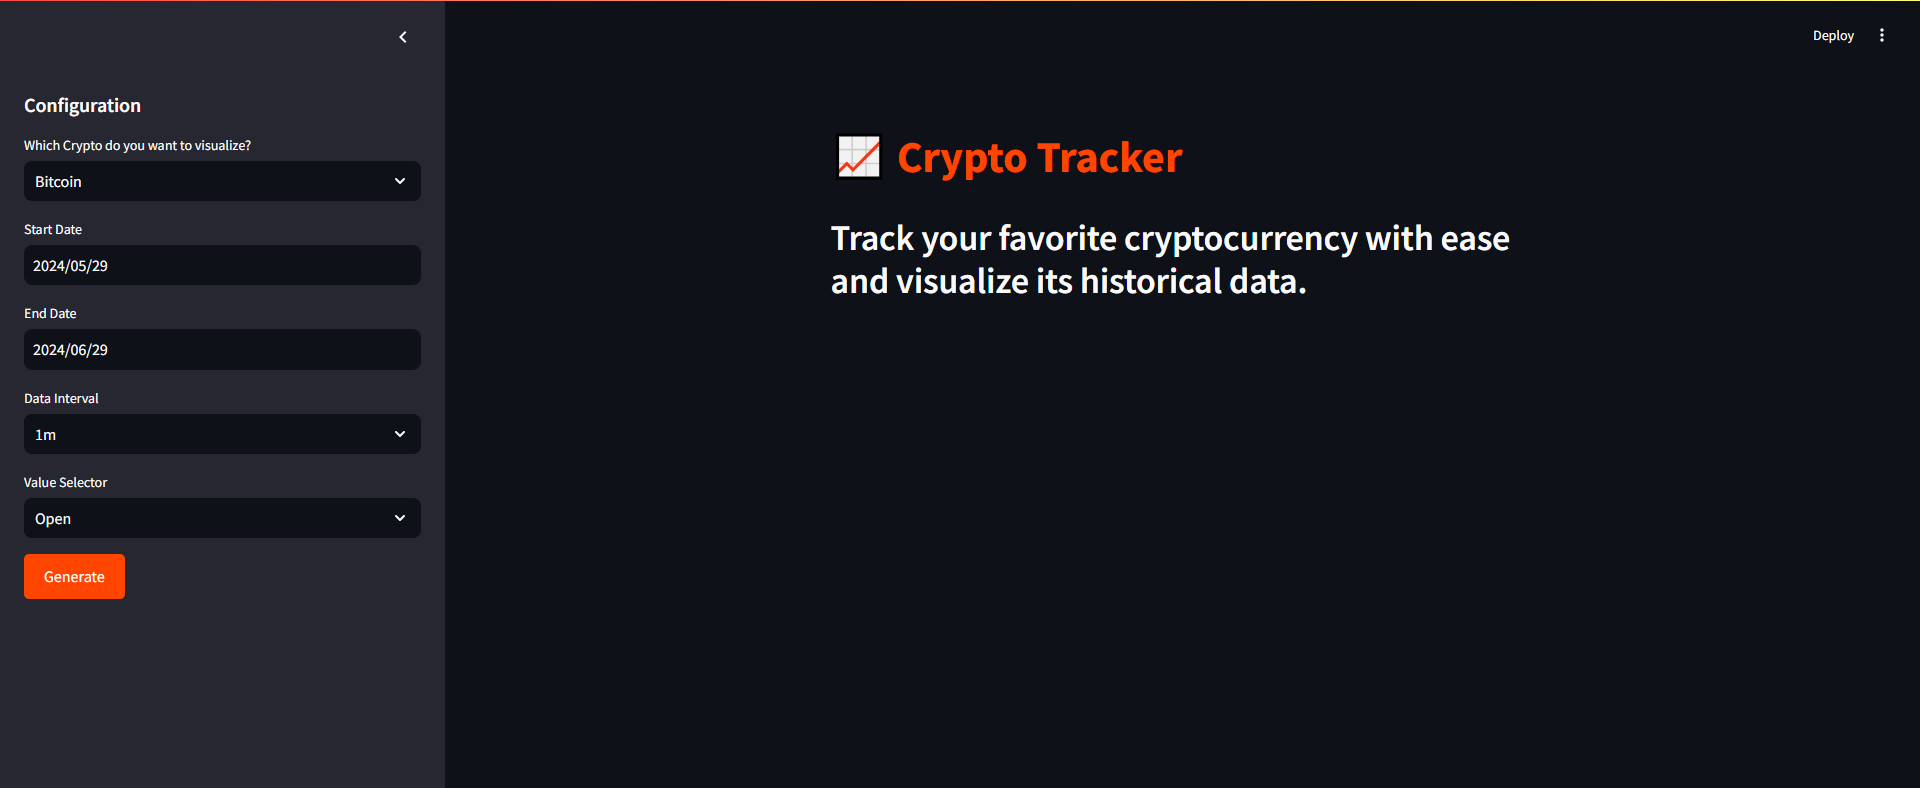 Deploy
Configuration
Which Crypto do you want to visualize?
Bitcoin
Start Date
2024/05/29
End Date
2024/06/29
Data Interval
1m
Value Selector
Open
Generate
Crypto Tracker
Track your favorite cryptocurrency with ease
and visualize its historical data.